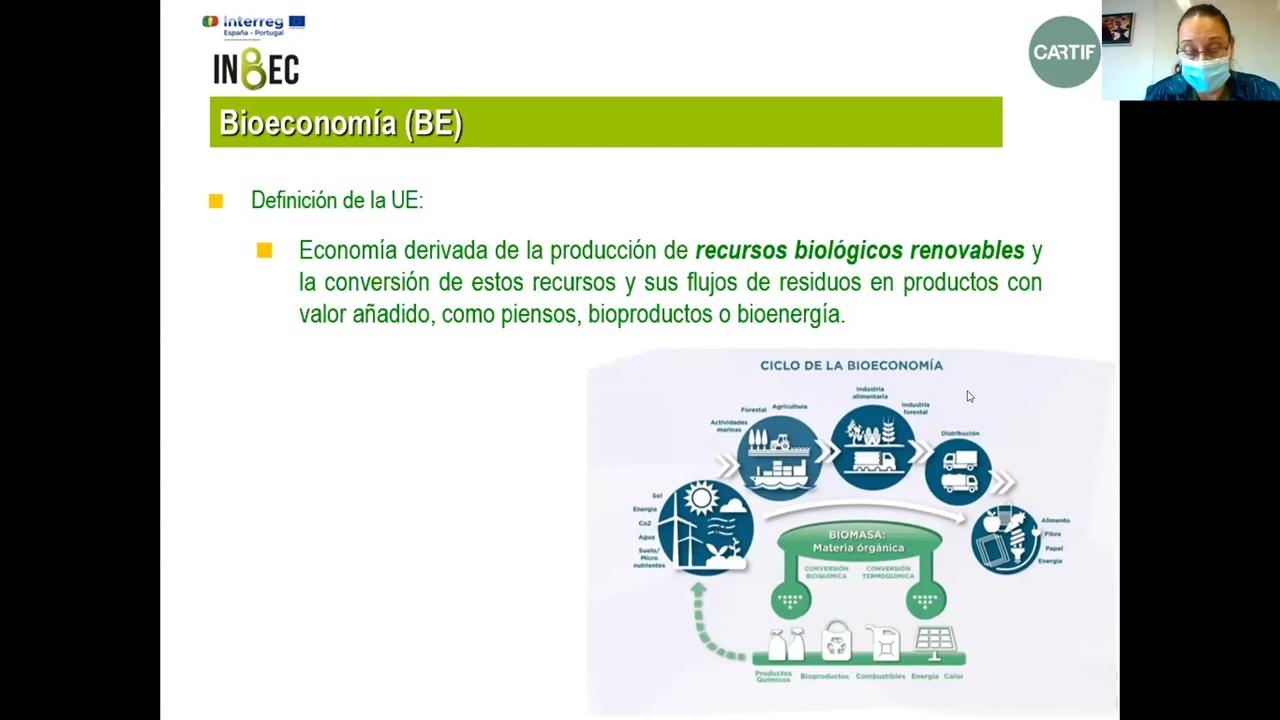 Interreg
España - Portugal
INBEC
CARTIF
Bioeconomía (BE)
Definición de la UE:
Economía derivada de la producción de recursos biológicos renovables y
la conversión de estos recursos y sus flujos de residuos en productos con
valor añadido, como piensos, bioproductos o bioenergía.
CICLO DE LA BIOECONOMÍA
Industria
alimentaria
Industria
forestal
Forestal
Agricultura
Actividades
marinas
Distribución
Sol
Energía
Co2
Agua
Suelo/
Micro
nutrientes
Alimento
Fibra
Papel
Energía
BIOMASA:
Materia órgánica
CONVERSIÓN
BIOQUÍMICA
CONVERSIÓN
TERMOQUIMICA
Productos
Químicos
Bioproductos
Combustibles
Energía
Calor